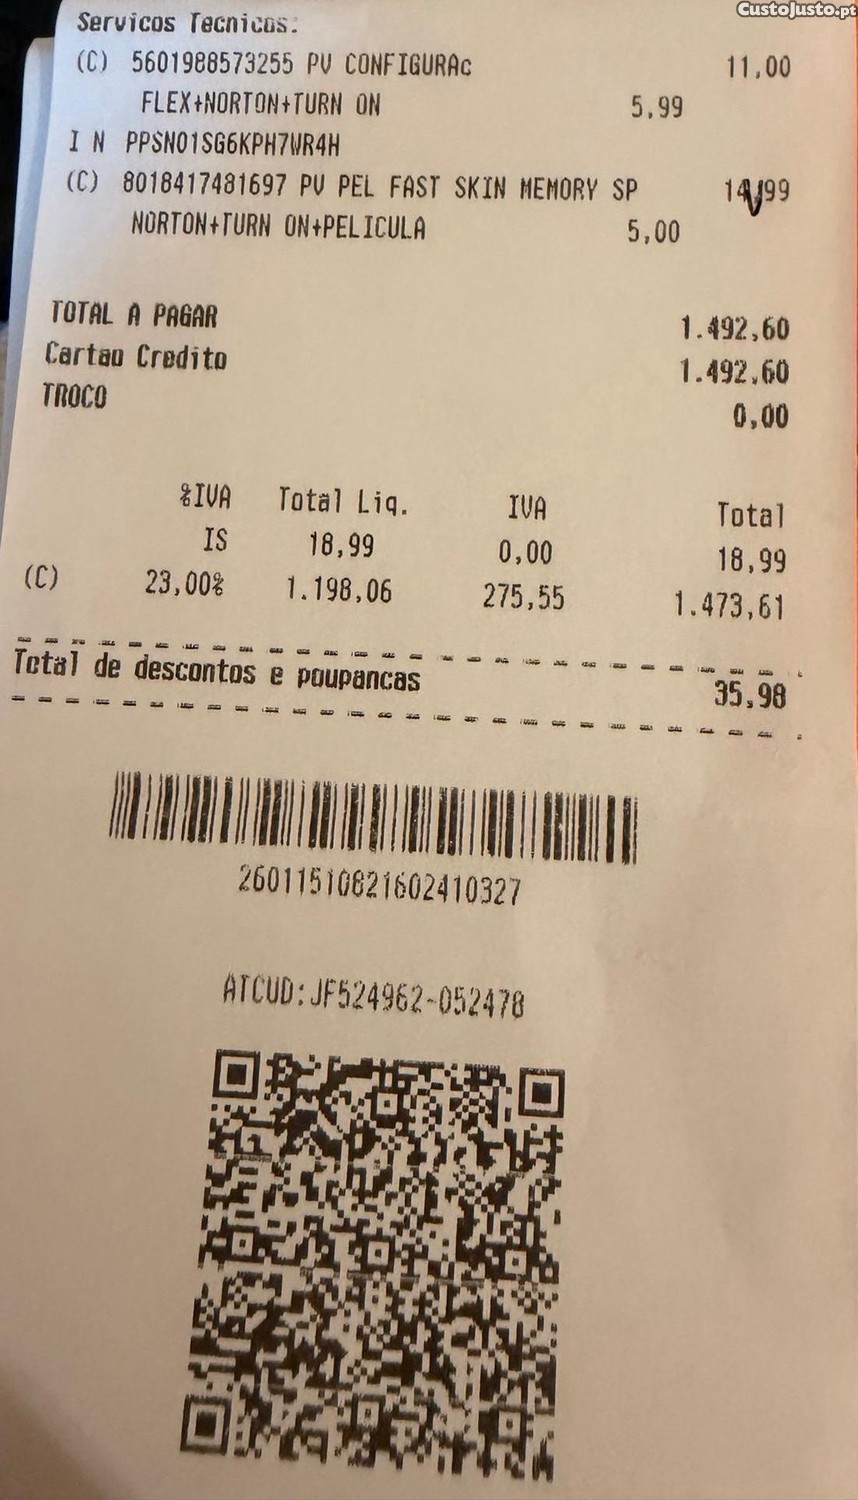 CustoJusto.pt
Servicos Tecnicos:
(C) 5601988573255 PV CONFIGURAc 11,00
FLEX+NORTON+TURN ON 5,99
I N PPSN01SG6KPH7WR4H
(C) 8018417481697 PV PEL FAST SKIN MEMORY SP 14,99
NORTON+TURN ON+PELICULA 5,00
TOTAL A PAGAR 1.492,60
Cartao Credito 1.492,60
TROCO 0,00
%IVA Total Liq. IVA Total
IS 18,99 0,00 18,99
(C) 23,00% 1.198,06 275,55 1.473,61
Total de descontos e poupancas 35,98
26011510821602410327
ATCUD:JF524962-052478